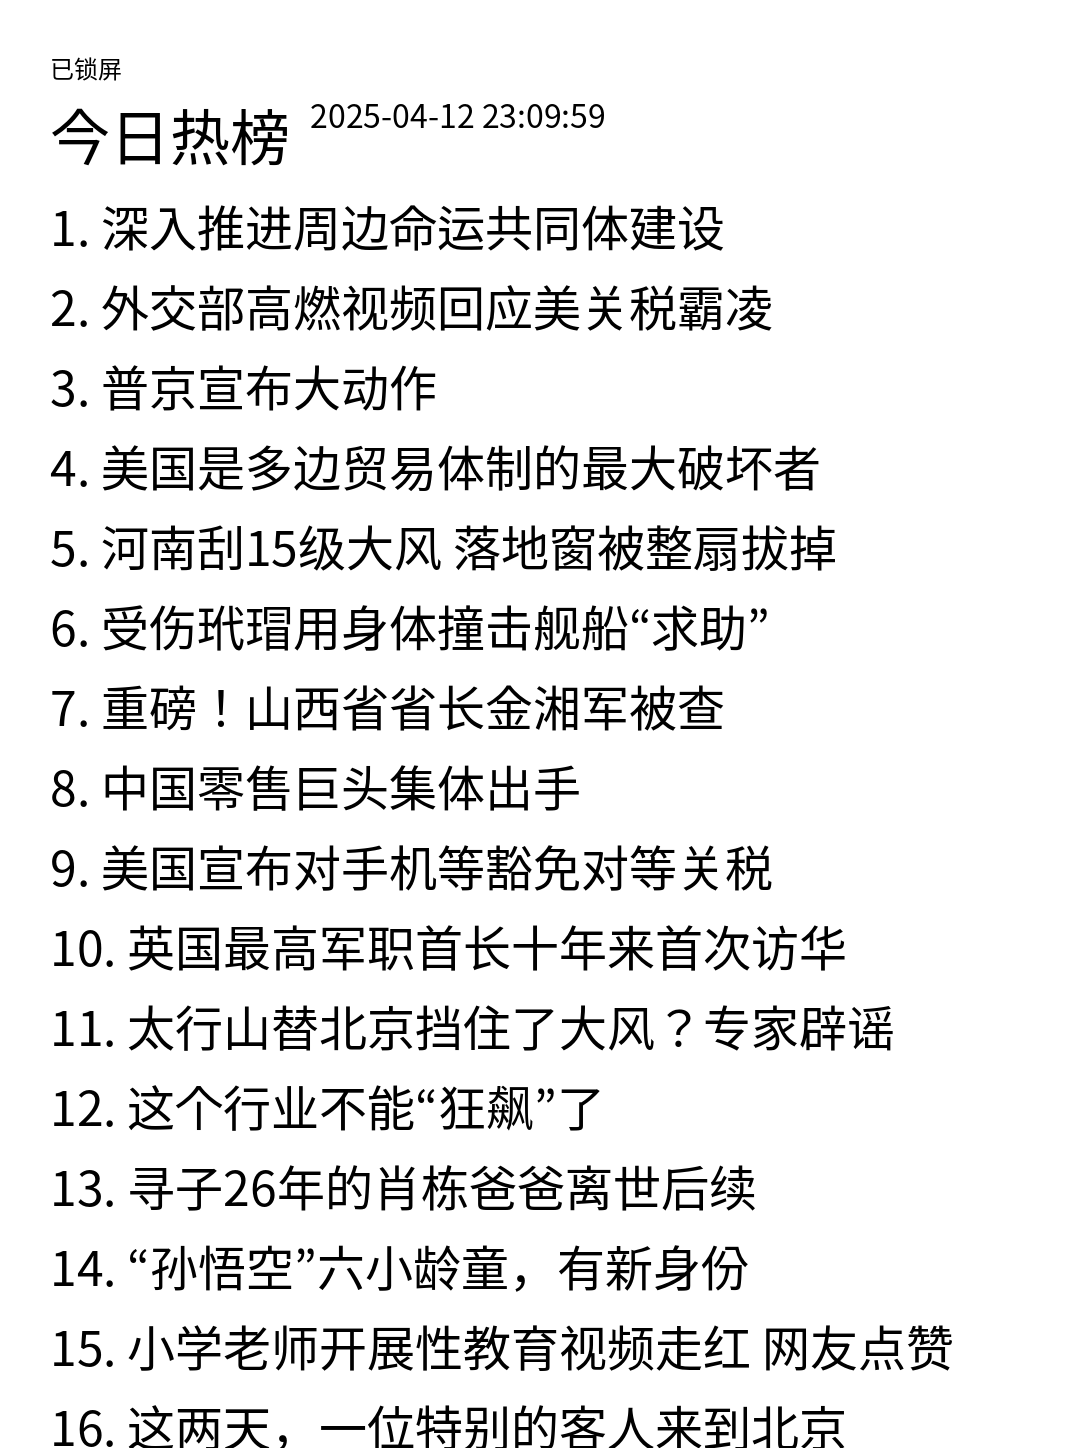 已锁屏
今日热榜 2025-04-12 23:09:59
1. 深入推进周边命运共同体建设
2. 外交部高燃视频回应美关税霸凌
3. 普京宣布大动作
4. 美国是多边贸易体制的最大破坏者
5. 河南刮15级大风 落地窗被整扇拔掉
6. 受伤玳瑁用身体撞击舰船“求助”
7. 重磅！山西省省长金湘军被查
8. 中国零售巨头集体出手
9. 美国宣布对手机等豁免对等关税
10. 英国最高军职首长十年来首次访华
11. 太行山替北京挡住了大风？专家辟谣
12. 这个行业不能“狂飙”了
13. 寻子26年的肖栋爸爸离世后续
14. “孙悟空”六小龄童，有新身份
15. 小学老师开展性教育视频走红 网友点赞
16. 这两天，一位特别的客人来到北京